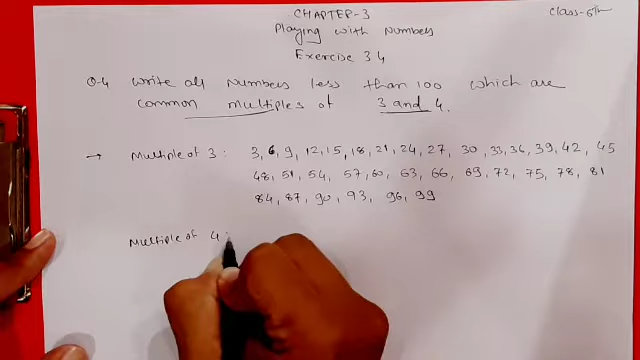 CHAPTER-3
Class-6th
Playing with Numbers
Exercise 3.4
Q-4 Write all Numbers less than 100 which are
common multiples of 3 and 4.
→ Multiple of 3 : 3, 6, 9, 12, 15, 18, 21, 24, 27, 30, 33, 36, 39, 42, 45
48, 51, 54, 57, 60, 63, 66, 69, 72, 75, 78, 81
84, 87, 90, 93, 96, 99
Multiple of 4 :